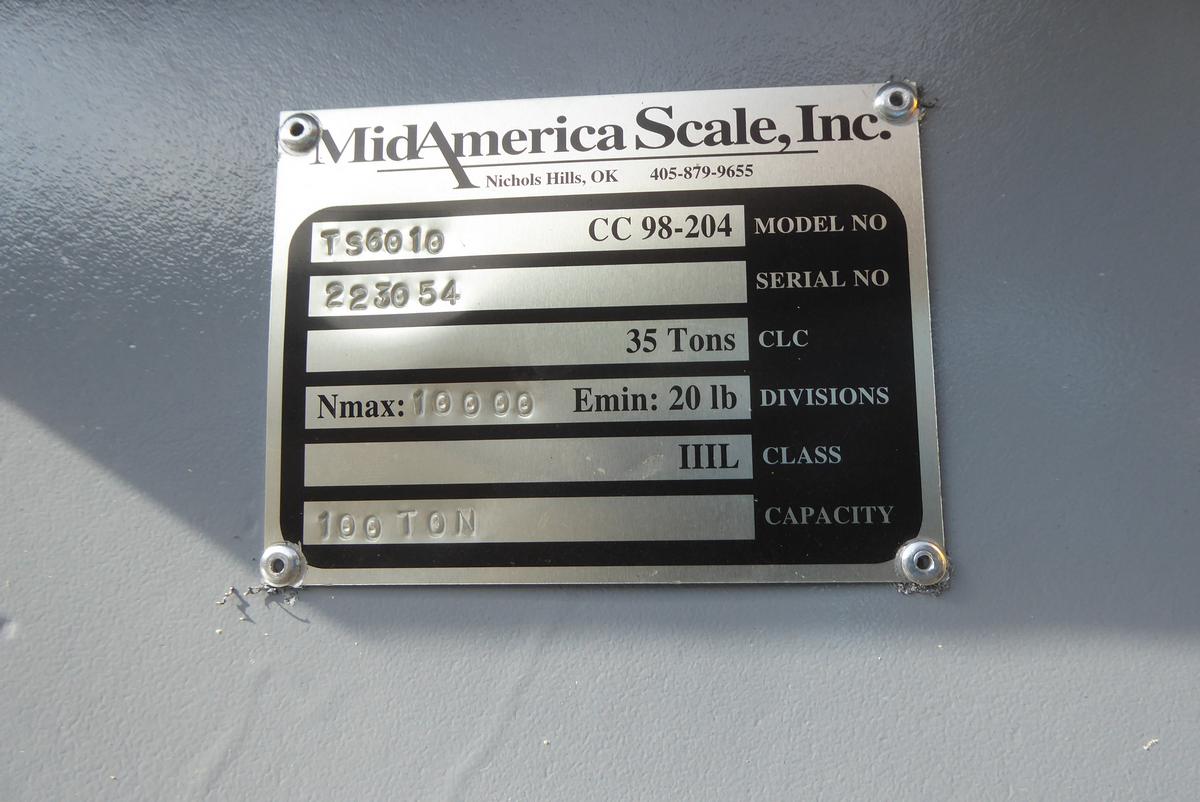 MidAmerica Scale, Inc.
Nichols Hills, OK 405-879-9655
TS6010 CC 98-204 MODEL NO
223054 SERIAL NO
35 Tons CLC
Nmax: 10000 Emin: 20 lb DIVISIONS
IIIL CLASS
100 TON CAPACITY